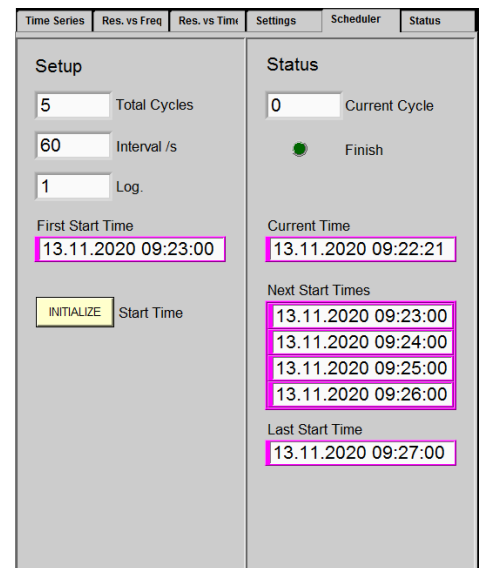 Time Series Res. vs Freq Res. vs Time Settings Scheduler Status
Setup
5 Total Cycles
60 Interval /s
1 Log.
First Start Time
13.11.2020 09:23:00
INITIALIZE Start Time
Status
0 Current Cycle
Finish
Current Time
13.11.2020 09:22:21
Next Start Times
13.11.2020 09:23:00
13.11.2020 09:24:00
13.11.2020 09:25:00
13.11.2020 09:26:00
Last Start Time
13.11.2020 09:27:00